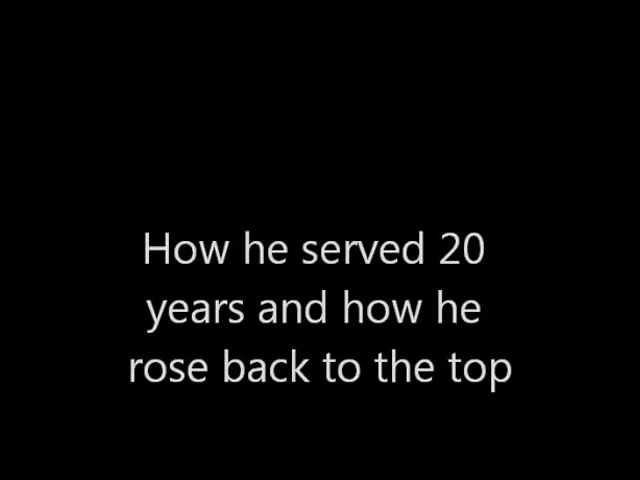 How he served 20
years and how he
rose back to the top